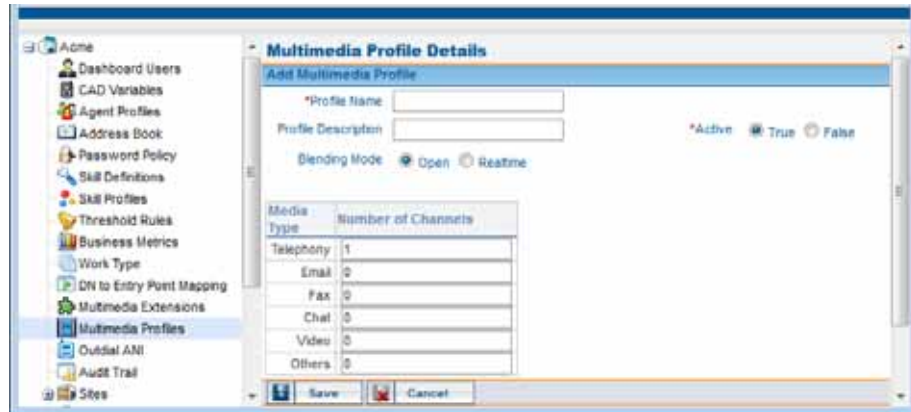 Acme
Dashboard Users
CAD Variables
Agent Profiles
Address Book
Password Policy
Skill Definitions
Skill Profiles
Threshold Rules
Business Metrics
Work Type
DN to Entry Point Mapping
Multimedia Extensions
Multimedia Profiles
Outdial ANI
Audit Trail
Sites
Multimedia Profile Details
Add Multimedia Profile
*Profile Name
Profile Description
*Active True False
Blending Mode Open Realtime
Media Type Number of Channels
Telephony 1
Email 0
Fax 0
Chat 0
Video 0
Others 0
Save Cancel